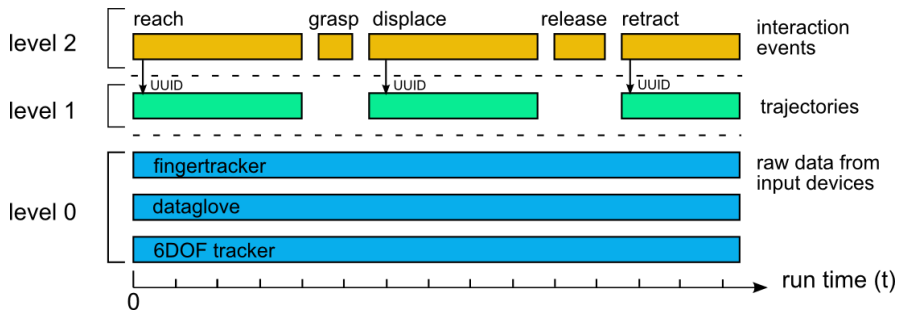 reach grasp displace release retract
level 2
interaction
events
UUID UUID UUID
level 1
trajectories
fingertracker
raw data from
input devices
dataglove
level 0
6DOF tracker
run time (t)
0